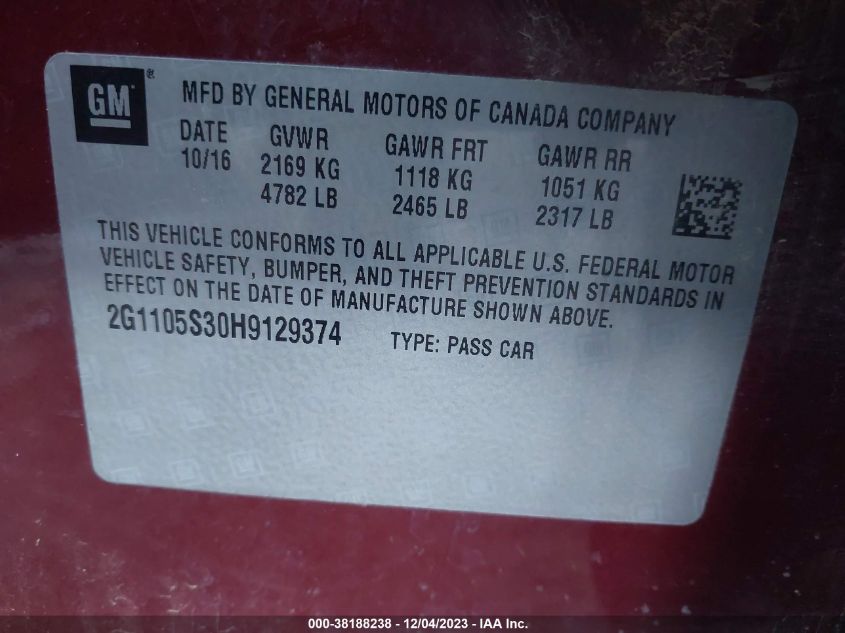 GM®
MFD BY GENERAL MOTORS OF CANADA COMPANY
DATE GVWR GAWR FRT GAWR RR
10/16 2169 KG 1118 KG 1051 KG
4782 LB 2465 LB 2317 LB
THIS VEHICLE CONFORMS TO ALL APPLICABLE U.S. FEDERAL MOTOR
VEHICLE SAFETY, BUMPER, AND THEFT PREVENTION STANDARDS IN
EFFECT ON THE DATE OF MANUFACTURE SHOWN ABOVE.
2G1105S30H9129374 TYPE: PASS CAR
000-38188238 - 12/04/2023 - IAA Inc.